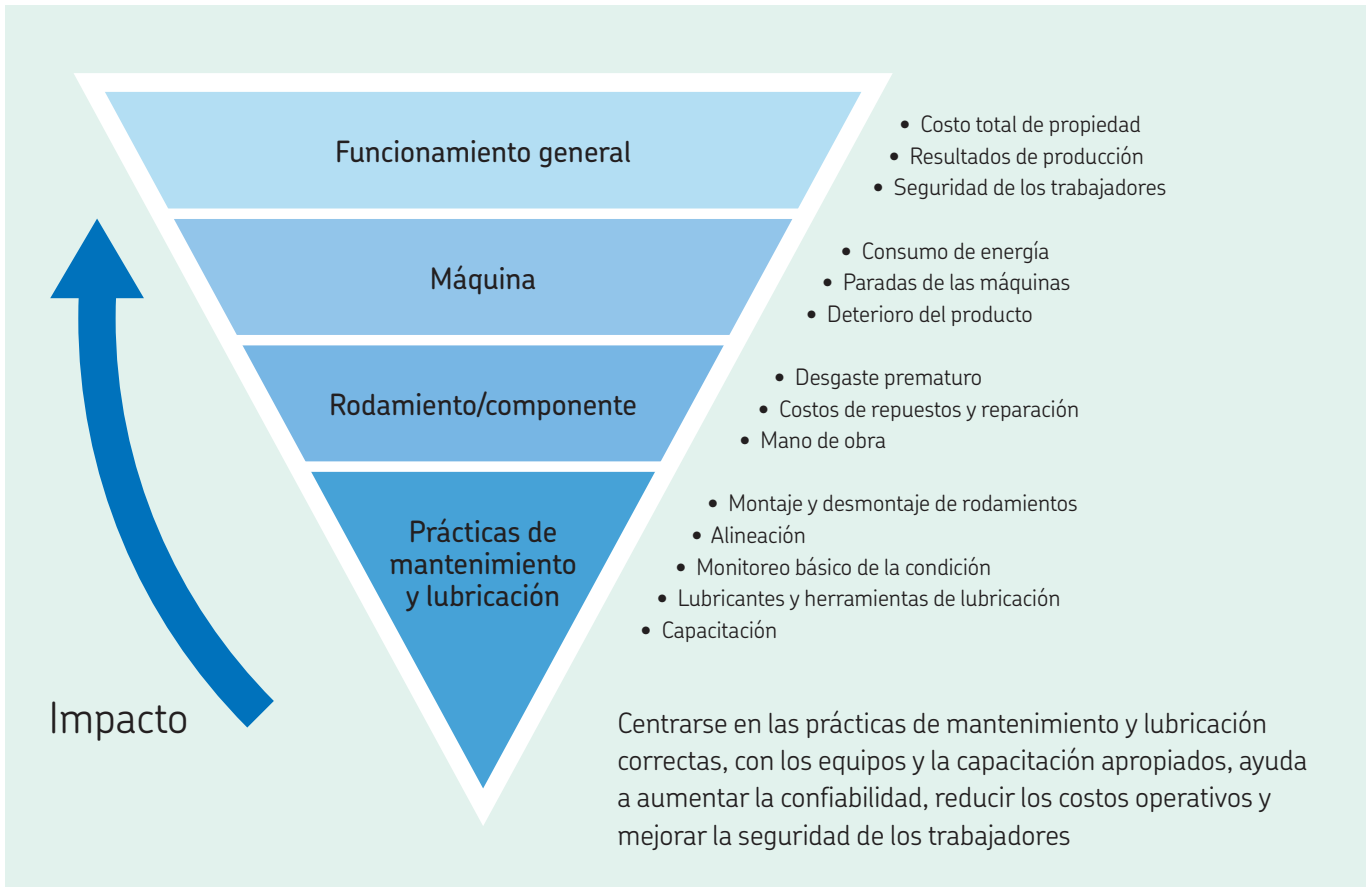 Funcionamiento general
• Costo total de propiedad
• Resultados de producción
• Seguridad de los trabajadores
Máquina
• Consumo de energía
• Paradas de las máquinas
• Deterioro del producto
Rodamiento/componente
• Desgaste prematuro
• Costos de repuestos y reparación
• Mano de obra
Prácticas de
mantenimiento
y lubricación
• Montaje y desmontaje de rodamientos
• Alineación
• Monitoreo básico de la condición
• Lubricantes y herramientas de lubricación
• Capacitación
Impacto
Centrarse en las prácticas de mantenimiento y lubricación
correctas, con los equipos y la capacitación apropiados, ayuda
a aumentar la confiabilidad, reducir los costos operativos y
mejorar la seguridad de los trabajadores